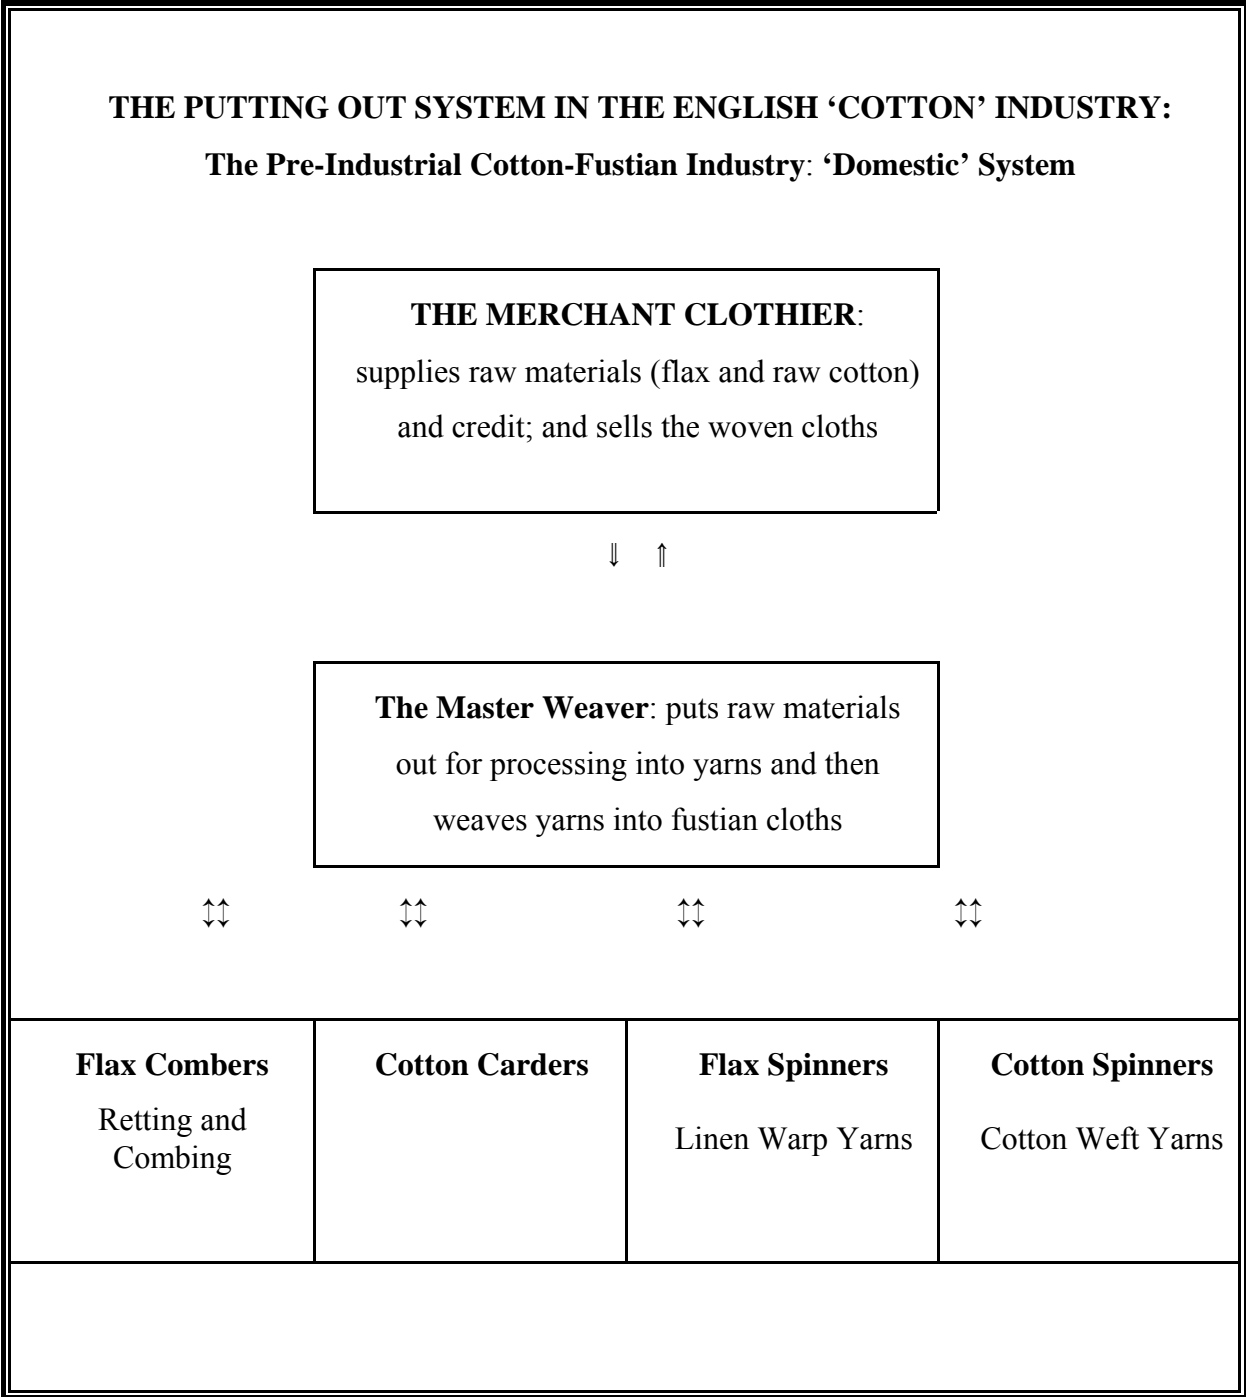 THE PUTTING OUT SYSTEM IN THE ENGLISH ‘COTTON’ INDUSTRY:
The Pre-Industrial Cotton-Fustian Industry: ‘Domestic’ System
THE MERCHANT CLOTHIER:
supplies raw materials (flax and raw cotton)
and credit; and sells the woven cloths
⇓ ⇑
The Master Weaver: puts raw materials
out for processing into yarns and then
weaves yarns into fustian cloths
↕↕ ↕↕ ↕↕ ↕↕
Flax Combers
Retting and
Combing
Cotton Carders
Flax Spinners
Linen Warp Yarns
Cotton Spinners
Cotton Weft Yarns